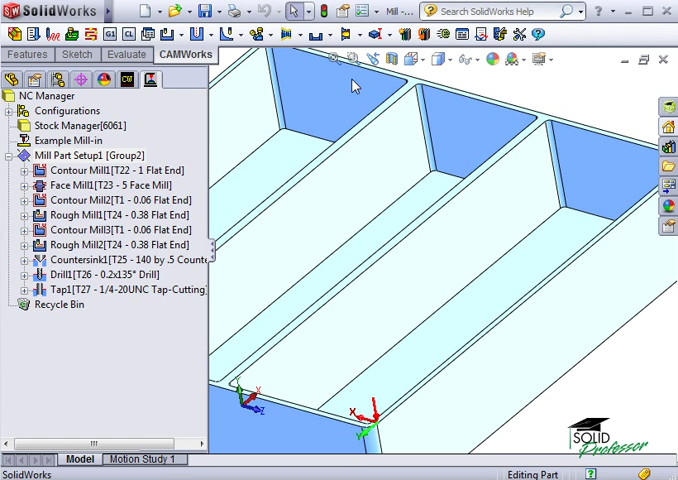 SolidWorks
Mill -...
Search SolidWorks Help
Features
Sketch
Evaluate
CAMWorks
NC Manager
Configurations
Stock Manager[6061]
Example Mill-in
Mill Part Setup1 [Group2]
Contour Mill1[T22 - 1 Flat End]
Face Mill1[T23 - 5 Face Mill]
Contour Mill2[T1 - 0.06 Flat End]
Rough Mill1[T24 - 0.38 Flat End]
Contour Mill3[T1 - 0.06 Flat End]
Rough Mill2[T24 - 0.38 Flat End]
Countersink1[T25 - 140 by .5 Counte
Drill1[T26 - 0.2x135° Drill]
Tap1[T27 - 1/4-20UNC Tap-Cutting]
Recycle Bin
X
Z
X
Y
SOLID
Professor
Model
Motion Study 1
SolidWorks
Editing Part